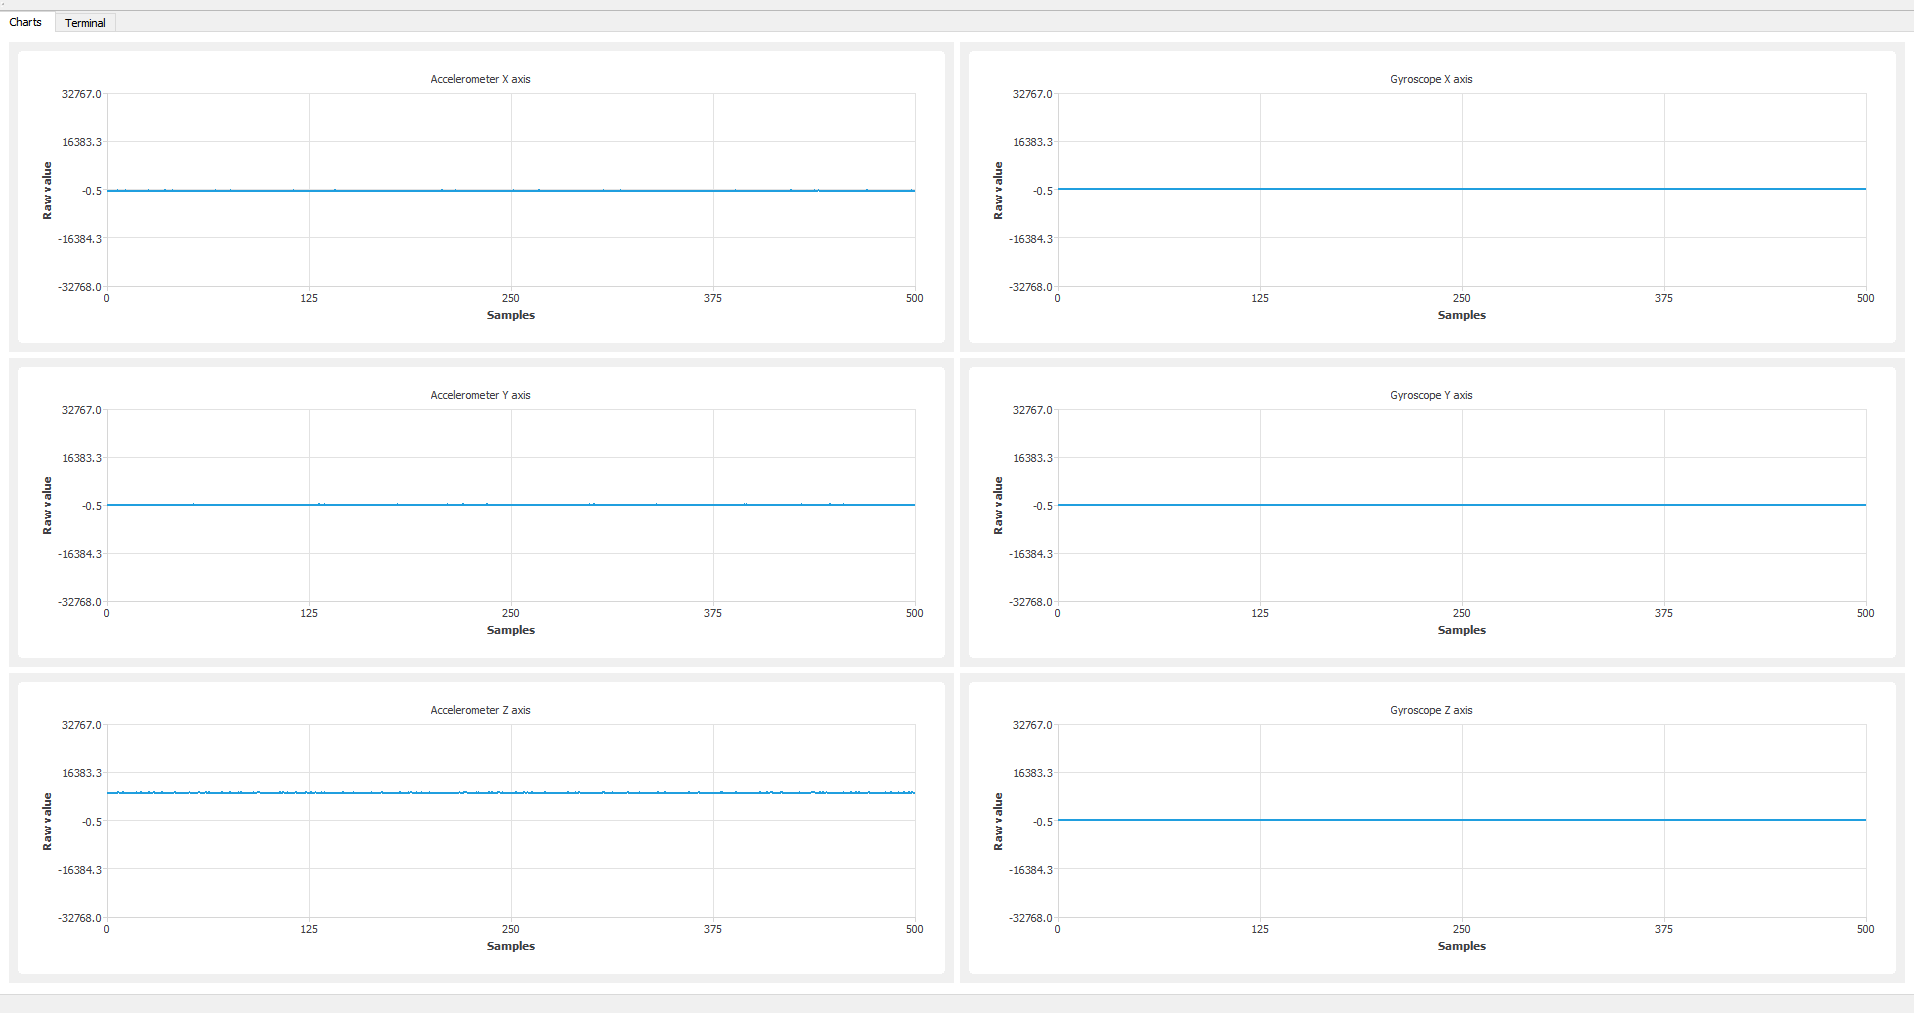 Charts
Terminal
Accelerometer X axis
32767.0
16383.3
-0.5
-16384.3
-32768.0
Raw value
0 125 250 375 500
Samples
Gyroscope X axis
32767.0
16383.3
-0.5
-16384.3
-32768.0
Raw value
0 125 250 375 500
Samples
Accelerometer Y axis
32767.0
16383.3
-0.5
-16384.3
-32768.0
Raw value
0 125 250 375 500
Samples
Gyroscope Y axis
32767.0
16383.3
-0.5
-16384.3
-32768.0
Raw value
0 125 250 375 500
Samples
Accelerometer Z axis
32767.0
16383.3
-0.5
-16384.3
-32768.0
Raw value
0 125 250 375 500
Samples
Gyroscope Z axis
32767.0
16383.3
-0.5
-16384.3
-32768.0
Raw value
0 125 250 375 500
Samples